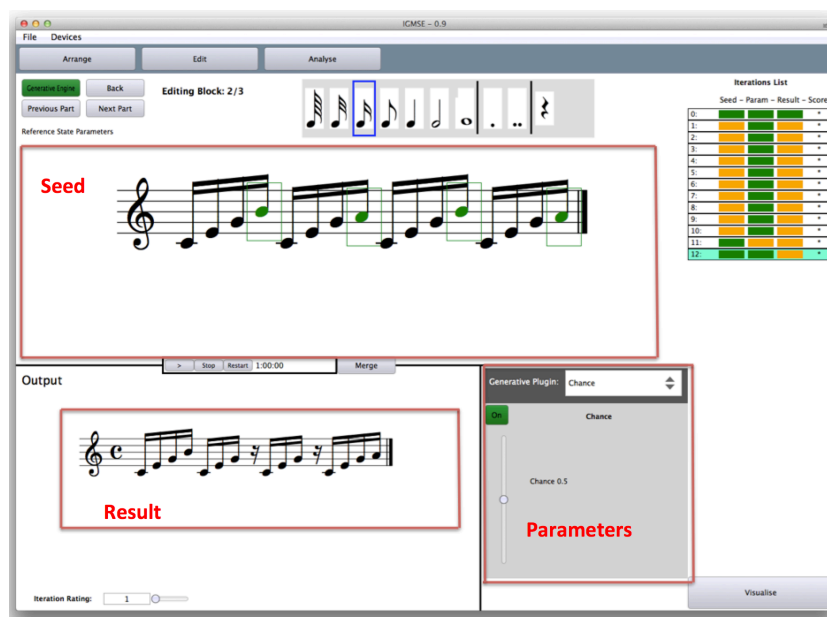 JGMSE – 0.9
File Devices
Arrange Edit Analyse
Generative Engine Back
Editing Block: 2/3
Previous Part Next Part
Reference State Parameters
Iterations List
Seed – Param – Result – Score
0: *
1: *
2: *
3: *
4: *
5: *
6: *
7: *
8: *
9: *
10: *
11: *
12: *
Seed
> Stop Restart 1:00:00 Merge
Output
Generative Plugin: Chance
On Chance
Chance 0.5
Result
Parameters
Iteration Rating: 1
Visualise